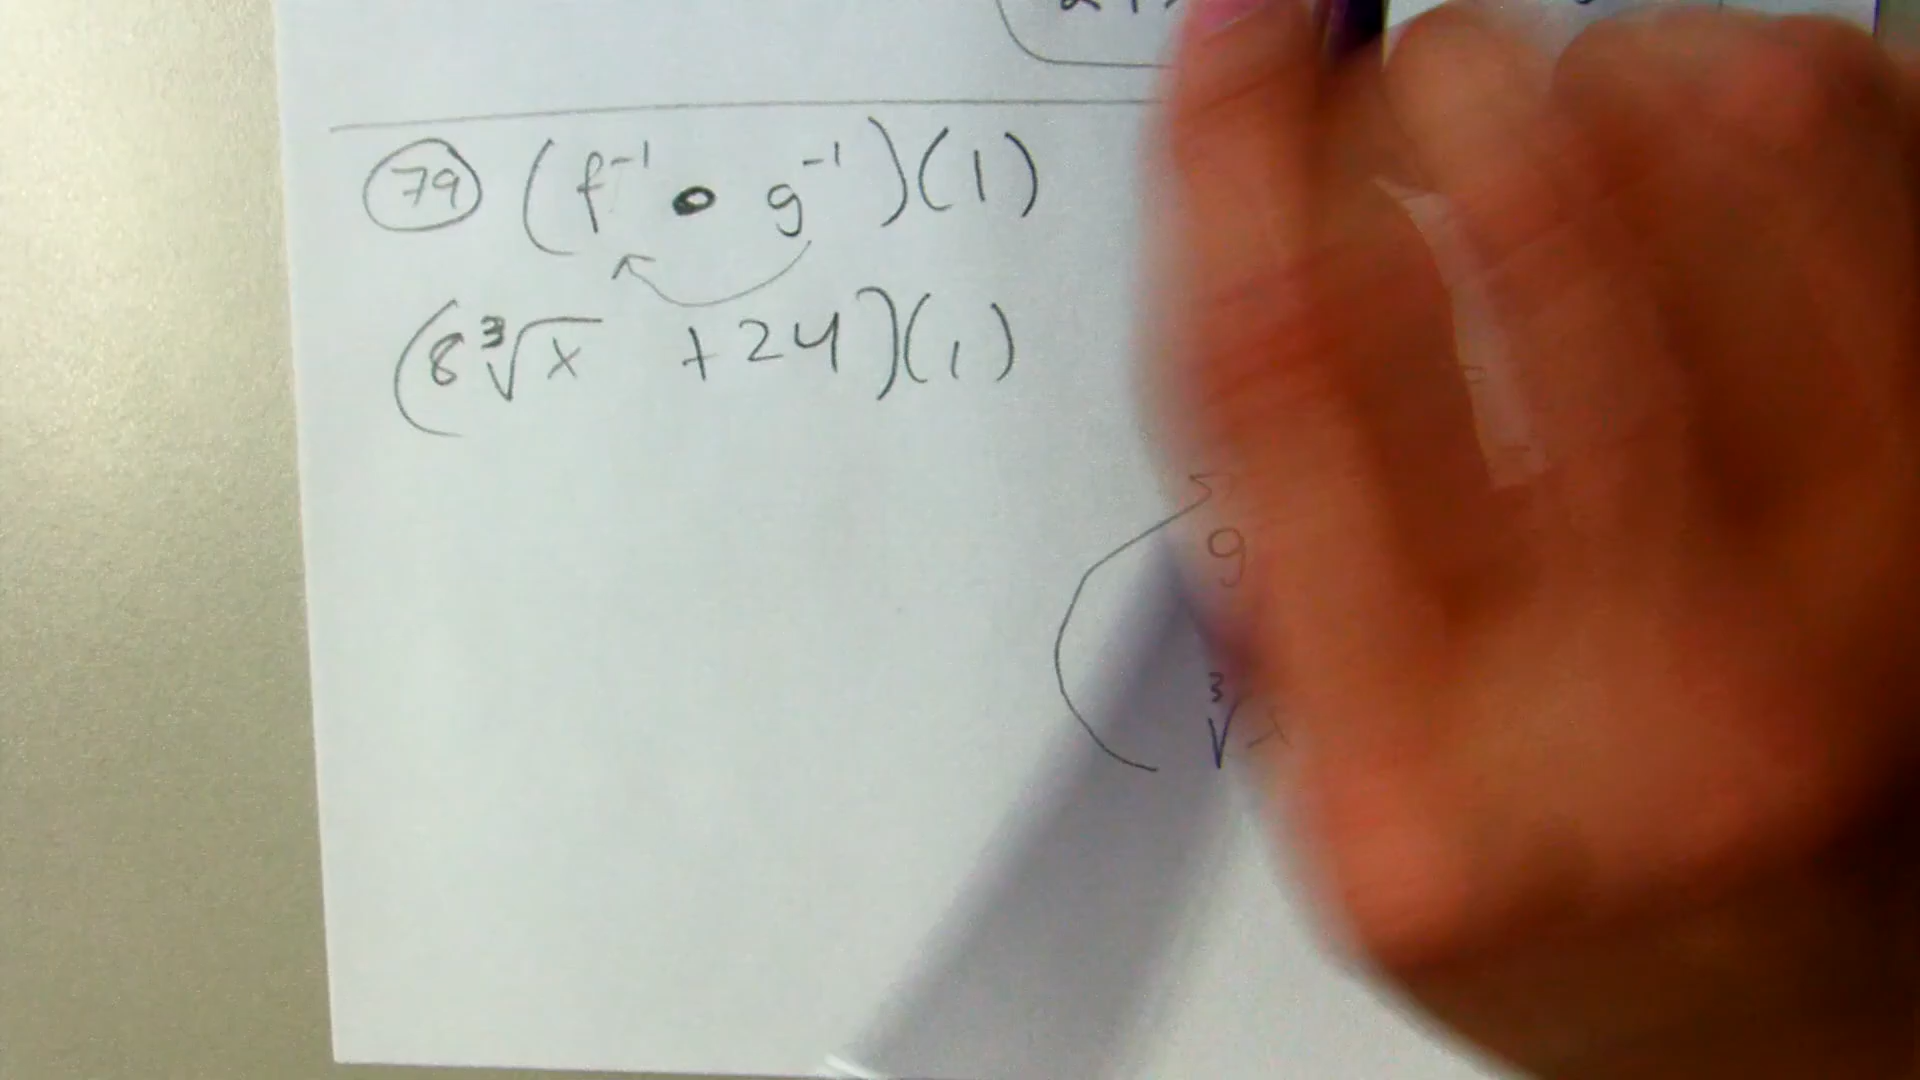 79 (f⁻¹ ∘ g⁻¹)(1)
(8∛x + 24)(1)
g
∛x